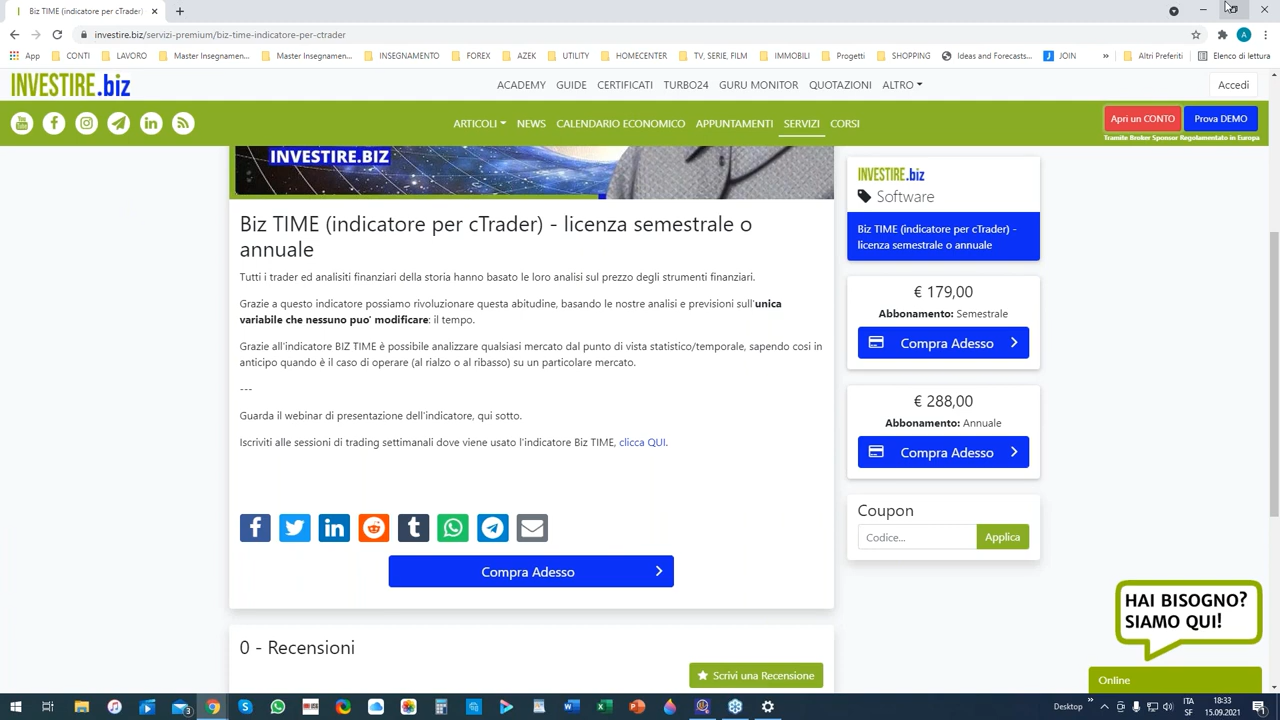 Biz TIME (indicatore per cTrader)
investire.biz/servizi-premium/biz-time-indicatore-per-ctrader
App CONTI LAVORO Master Insegnamen... Master Insegnamen... INSEGNAMENTO FOREX AZEK UTILITY HOMECENTER TV, SERIE, FILM IMMOBILI Progetti SHOPPING Ideas and Forecasts... JOIN » Altri Preferiti Elenco di lettura
INVESTIRE.biz ACADEMY GUIDE CERTIFICATI TURBO24 GURU MONITOR QUOTAZIONI ALTRO Accedi
ARTICOLI NEWS CALENDARIO ECONOMICO APPUNTAMENTI SERVIZI CORSI Apri un CONTO Prova DEMO
Tramite Broker Sponsor Regolamentato in Europa
INVESTIRE.BIZ
Biz TIME (indicatore per cTrader) - licenza semestrale o
annuale
Tutti i trader ed analisiti finanziari della storia hanno basato le loro analisi sul prezzo degli strumenti finanziari.
Grazie a questo indicatore possiamo rivoluzionare questa abitudine, basando le nostre analisi e previsioni sull'unica
variabile che nessuno puo' modificare: il tempo.
Grazie all'indicatore BIZ TIME è possibile analizzare qualsiasi mercato dal punto di vista statistico/temporale, sapendo cosi in
anticipo quando è il caso di operare (al rialzo o al ribasso) su un particolare mercato.
---
Guarda il webinar di presentazione dell'indicatore, qui sotto.
Iscriviti alle sessioni di trading settimanali dove viene usato l'indicatore Biz TIME, clicca QUI.
Compra Adesso
0 - Recensioni
Scrivi una Recensione
INVESTIRE.biz
Software
Biz TIME (indicatore per cTrader) -
licenza semestrale o annuale
€ 179,00
Abbonamento: Semestrale
Compra Adesso
€ 288,00
Abbonamento: Annuale
Compra Adesso
Coupon
Codice... Applica
HAI BISOGNO?
SIAMO QUI!
Online
Desktop » ITA 18:33
SF 15.09.2021